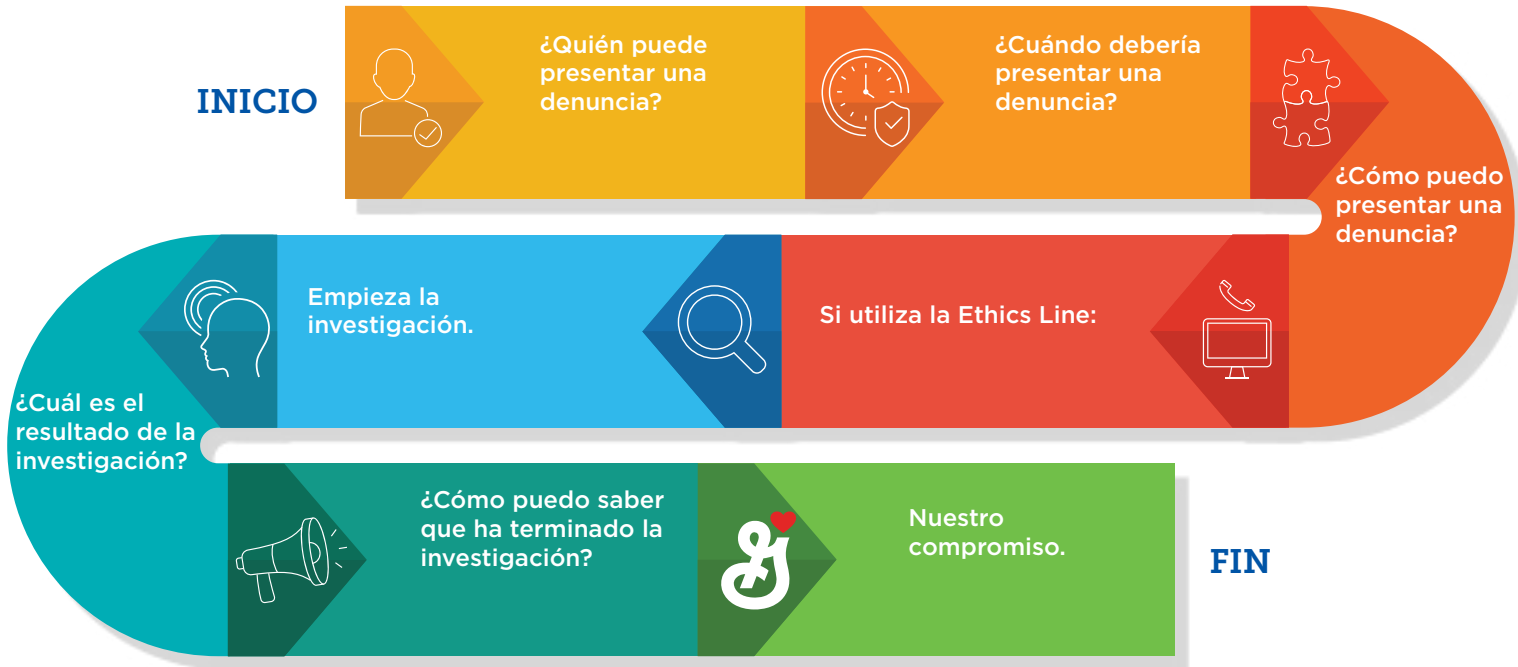 INICIO
¿Quién puede
presentar una
denuncia?
¿Cuándo debería
presentar una
denuncia?
¿Cómo puedo
presentar una
denuncia?
Si utiliza la Ethics Line:
Empieza la
investigación.
¿Cuál es el
resultado de la
investigación?
¿Cómo puedo saber
que ha terminado la
investigación?
G
Nuestro
compromiso.
FIN